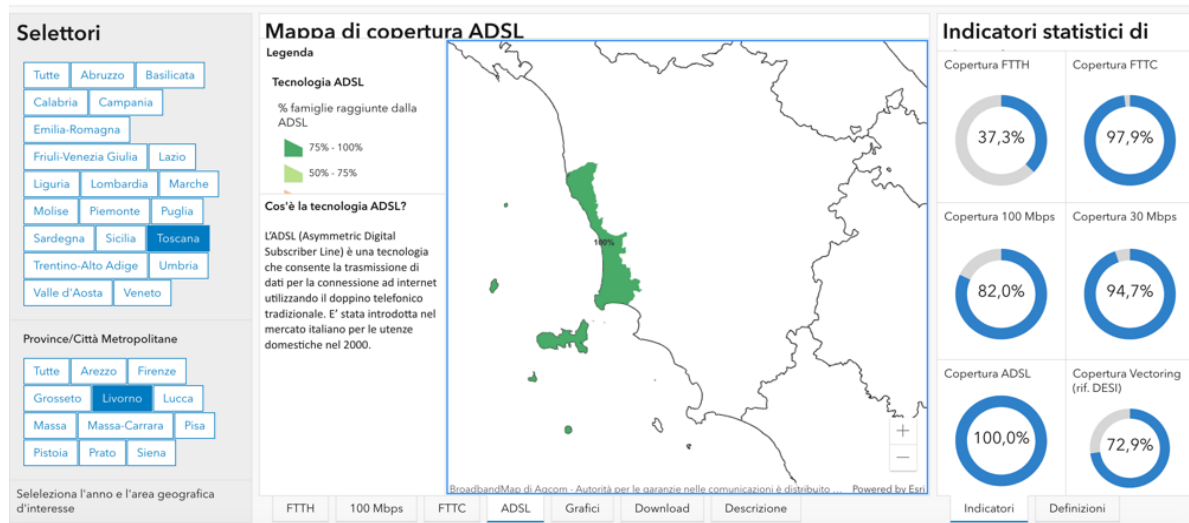 Selettori
Tutte
Abruzzo
Basilicata
Calabria
Campania
Emilia-Romagna
Friuli-Venezia Giulia
Lazio
Liguria
Lombardia
Marche
Molise
Piemonte
Puglia
Sardegna
Sicilia
Toscana
Trentino-Alto Adige
Umbria
Valle d'Aosta
Veneto
Province/Città Metropolitane
Tutte
Arezzo
Firenze
Grosseto
Livorno
Lucca
Massa
Massa-Carrara
Pisa
Pistoia
Prato
Siena
Seleleziona l'anno e l'area geografica
d'interesse
Mappa di copertura ADSL
Legenda
Tecnologia ADSL
% famiglie raggiunte dalla
ADSL
75% - 100%
50% - 75%
Cos'è la tecnologia ADSL?
L'ADSL (Asymmetric Digital
Subscriber Line) è una tecnologia
che consente la trasmissione di
dati per la connessione ad internet
utilizzando il doppino telefonico
tradizionale. E' stata introdotta nel
mercato italiano per le utenze
domestiche nel 2000.
100%
+
−
BroadbandMap di Agcom - Autorità per le garanzie nelle comunicazioni è distribuito ...
Powered by Esri
FTTH
100 Mbps
FTTC
ADSL
Grafici
Download
Descrizione
Indicatori statistici di
Copertura FTTH
37,3%
Copertura FTTC
97,9%
Copertura 100 Mbps
82,0%
Copertura 30 Mbps
94,7%
Copertura ADSL
100,0%
Copertura Vectoring
(rif. DESI)
72,9%
Indicatori
Definizioni